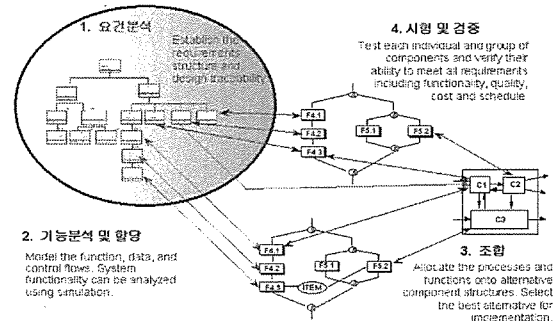 1. 요건분석
Establish the
requirements
structure and
design traceability
4. 시험 및 검증
Test each individual and group of
components and verify their
ability to meet all requirements
including functionality, quality,
cost and schedule
F4.1
F4.2
F4.3
F5.1
F5.2
C1
C2
C3
2. 기능분석 및 할당
Model the function, data, and
control flows. System
functionality can be analyzed
using simulation.
F4.2
F5.1
F5.2
ITEM
3. 조합
Allocate the processes and
functions onto alternative
component structures. Select
the best alternative for
implementation.